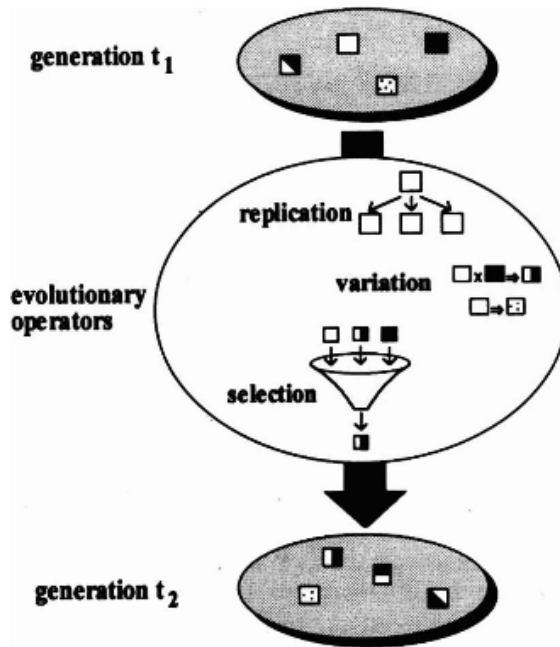 generation t1
replication
variation
x ⇒
⇒
evolutionary
operators
selection
generation t2